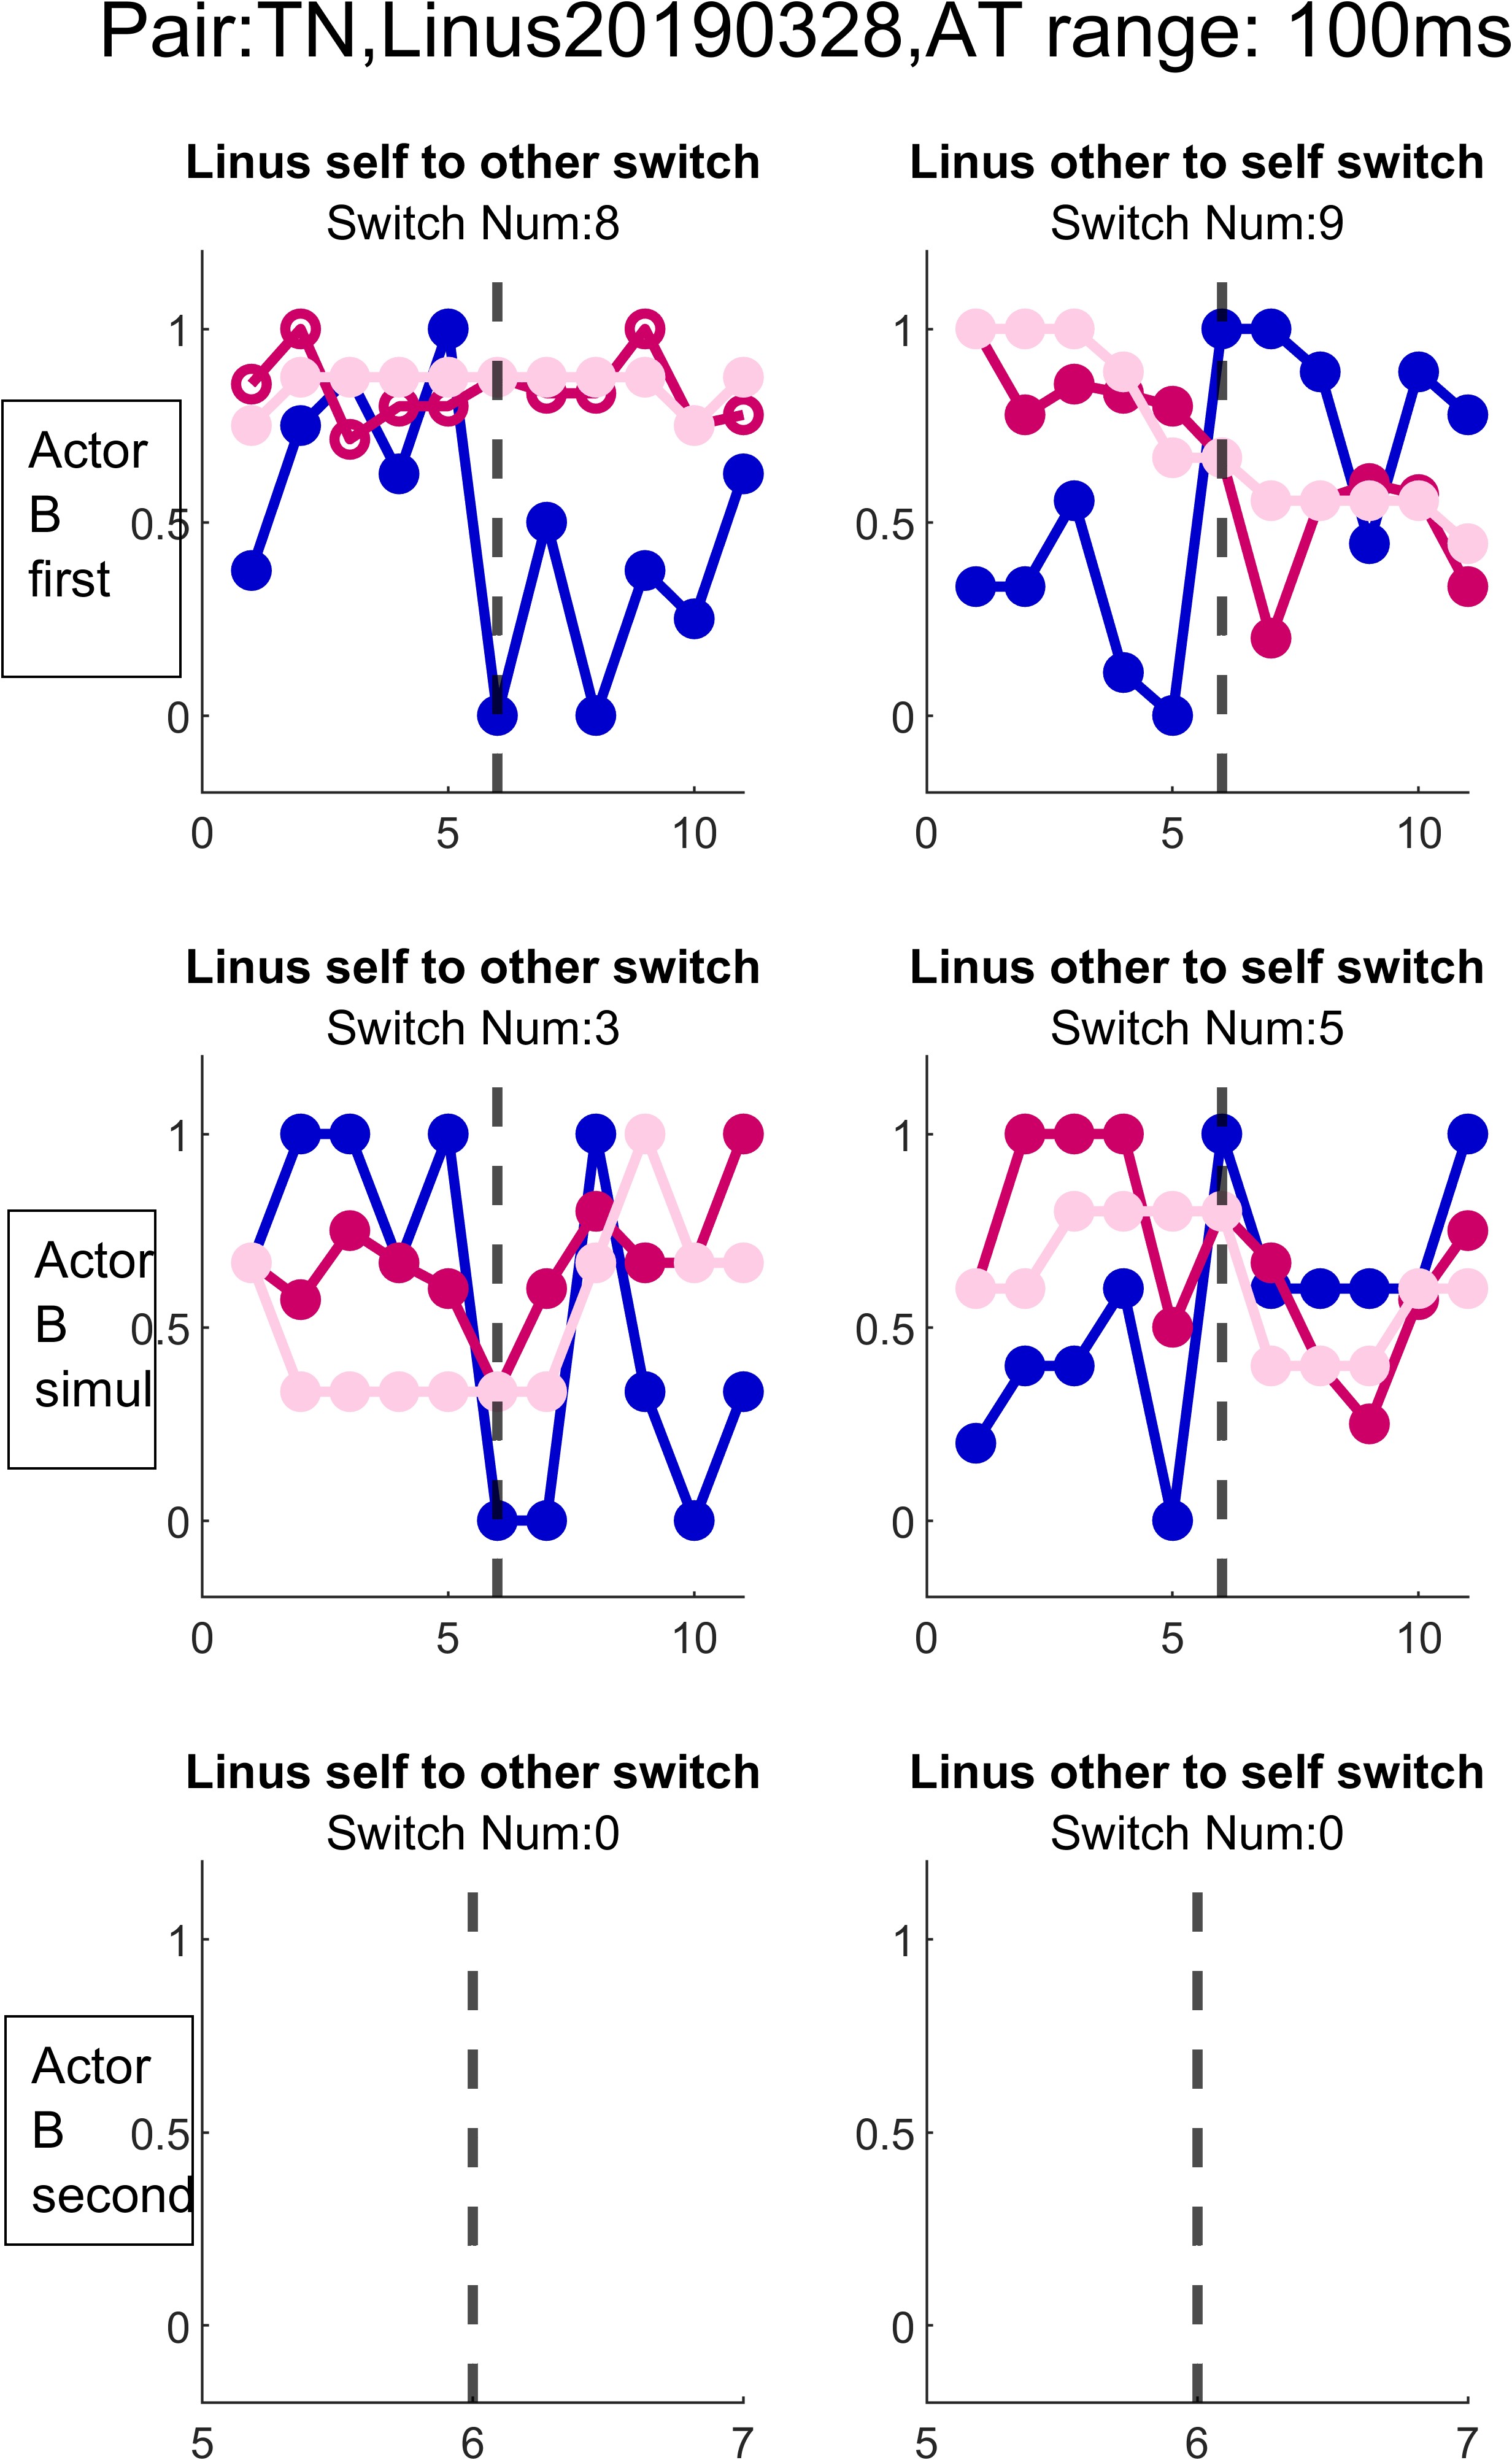 Pair:TN,Linus20190328,AT range: 100ms
Linus self to other switch
Switch Num:8
Linus other to self switch
Switch Num:9
Actor
B
first
1
0.5
0
0
5
10
1
0.5
0
0
5
10
Linus self to other switch
Switch Num:3
Linus other to self switch
Switch Num:5
Actor
B
simul
1
0.5
0
0
5
10
1
0.5
0
0
5
10
Linus self to other switch
Switch Num:0
Linus other to self switch
Switch Num:0
Actor
B
second
1
0.5
0
5
6
7
1
0.5
0
5
6
7